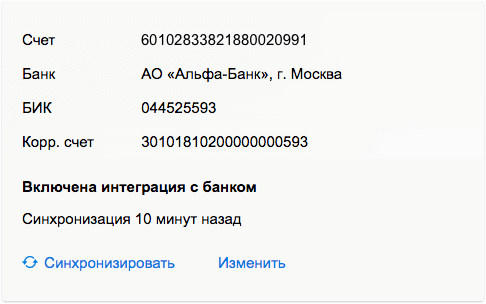 Счет 60102833821880020991
Банк АО «Альфа-Банк», г. Москва
БИК 044525593
Корр. счет 30101810200000000593
Включена интеграция с банком
Синхронизация 10 минут назад
Синхронизировать Изменить